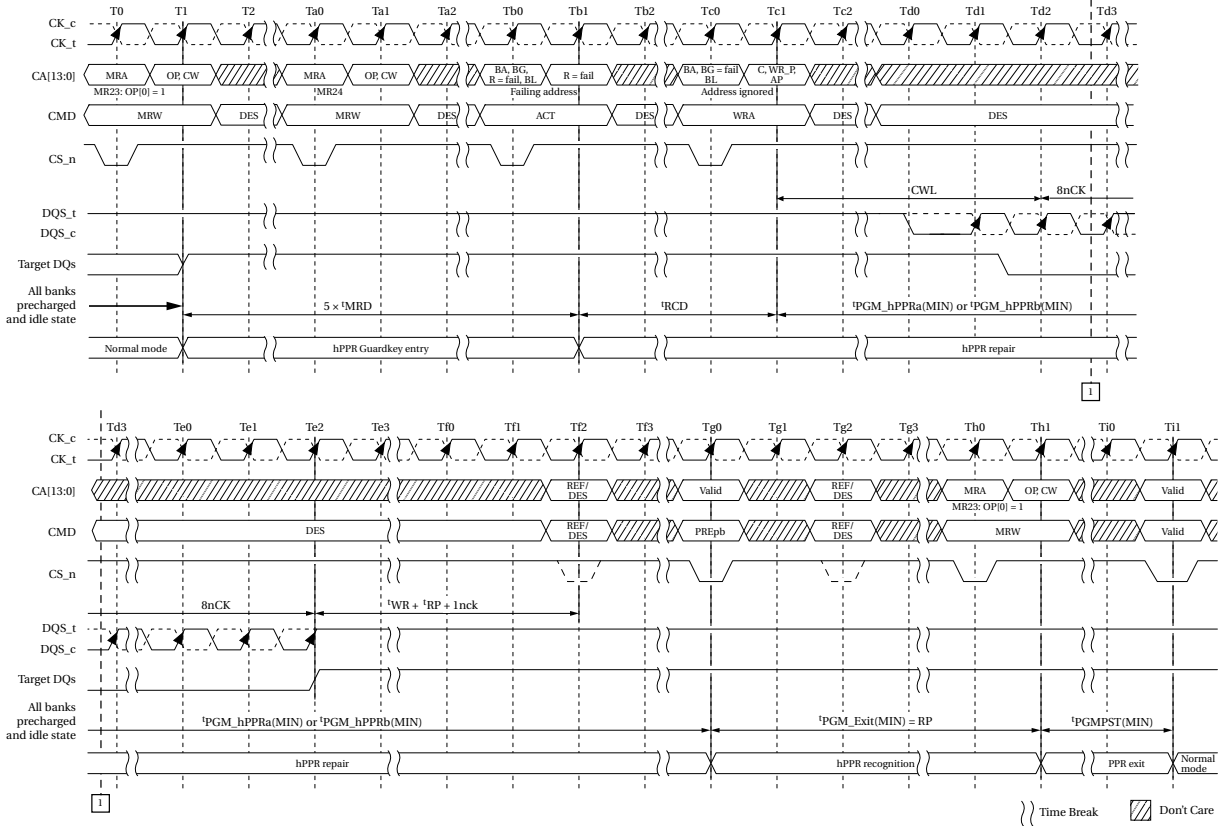 T0 T1 T2 Ta0 Ta1 Ta2 Tb0 Tb1 Tb2 Tc0 Tc1 Tc2 Td0 Td1 Td2 Td3
CK_c
CK_t
CA[13:0] MRA OP, CW MRA OP, CW BA, BG, R = fail, BL R = fail BA, BG = fail BL C, WR_P, AP
MR23: OP[0] = 1 MR24 Failing address Address ignored
CMD MRW DES MRW DES ACT DES WRA DES DES
CS_n
CWL 8nCK
DQS_t
DQS_c
Target DQs
All banks
precharged
and idle state
5 × tMRD tRCD tPGM_hPPRa(MIN) or tPGM_hPPRb(MIN)
Normal mode hPPR Guardkey entry hPPR repair
1
Td3 Te0 Te1 Te2 Te3 Tf0 Tf1 Tf2 Tf3 Tg0 Tg1 Tg2 Tg3 Th0 Th1 Ti0 Ti1
CK_c
CK_t
CA[13:0] REF/ DES Valid REF/ DES MRA OP, CW Valid
MR23: OP[0] = 1
CMD DES REF/ DES PREpb REF/ DES MRW Valid
CS_n
8nCK tWR + tRP + 1nck
DQS_t
DQS_c
Target DQs
All banks
precharged
and idle state
tPGM_hPPRa(MIN) or tPGM_hPPRb(MIN) tPGM_Exit(MIN) = RP tPGMPST(MIN)
hPPR repair hPPR recognition PPR exit Normal mode
1
Time Break Don't Care